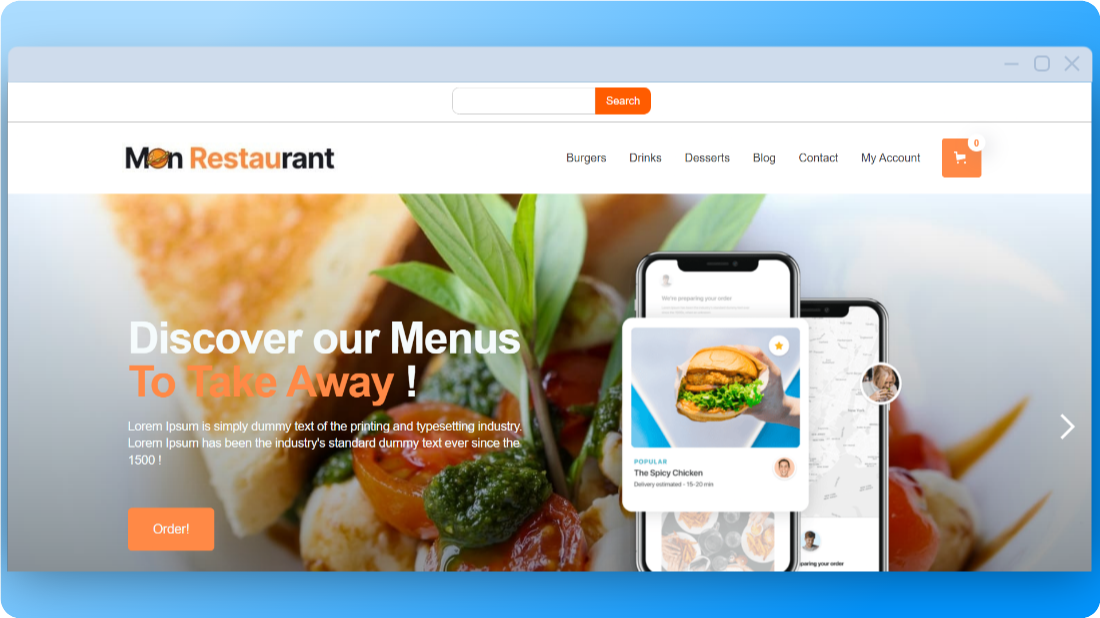 Search
Mon Restaurant
Burgers Drinks Desserts Blog Contact My Account
0
Discover our Menus
To Take Away !
Lorem Ipsum is simply dummy text of the printing and typesetting industry.
Lorem Ipsum has been the industry's standard dummy text ever since the
1500 !
Order!
We're preparing your order
POPULAR
The Spicy Chicken
Delivery estimated - 15-20 min
New York
paring your order